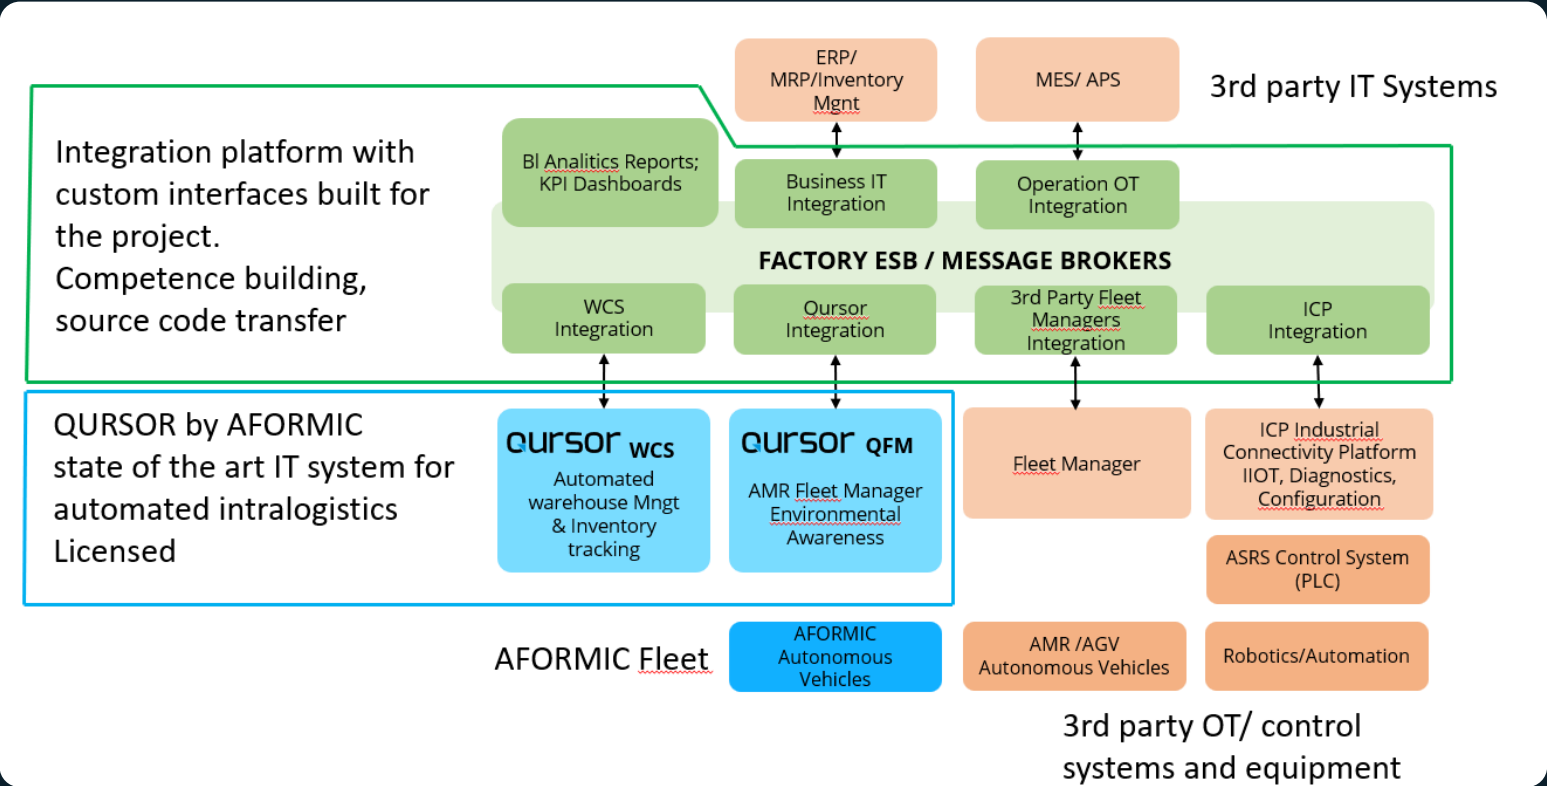 ERP/
MRP/Inventory
Mgnt
MES/ APS
3rd party IT Systems
Integration platform with
custom interfaces built for
the project.
Competence building,
source code transfer
BI Analitics Reports;
KPI Dashboards
Business IT
Integration
Operation OT
Integration
FACTORY ESB / MESSAGE BROKERS
WCS
Integration
Qursor
Integration
3rd Party Fleet
Managers
Integration
ICP
Integration
QURSOR by AFORMIC
state of the art IT system for
automated intralogistics
Licensed
Qursor WCS
Automated
warehouse Mngt
& Inventory
tracking
Qursor QFM
AMR Fleet Manager
Environmental
Awareness
Fleet Manager
ICP Industrial
Connectivity Platform
IIOT, Diagnostics,
Configuration
ASRS Control System
(PLC)
AFORMIC Fleet
AFORMIC
Autonomous
Vehicles
AMR /AGV
Autonomous Vehicles
Robotics/Automation
3rd party OT/ control
systems and equipment